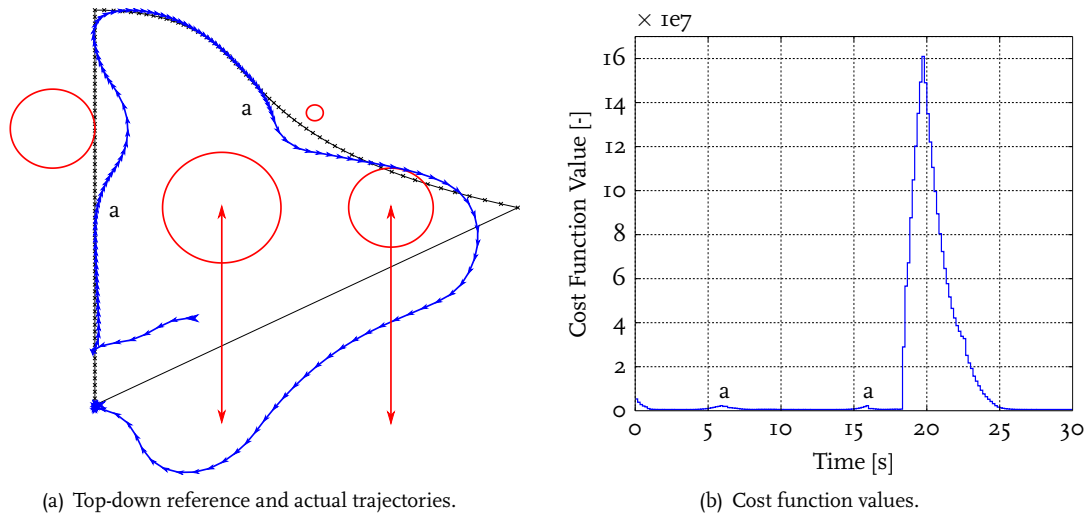 a
a
(a) Top-down reference and actual trajectories.
× 1e7
16
14
12
10
8
6
4
2
0
Cost Function Value [-]
a
a
0 5 10 15 20 25 30
Time [s]
(b) Cost function values.